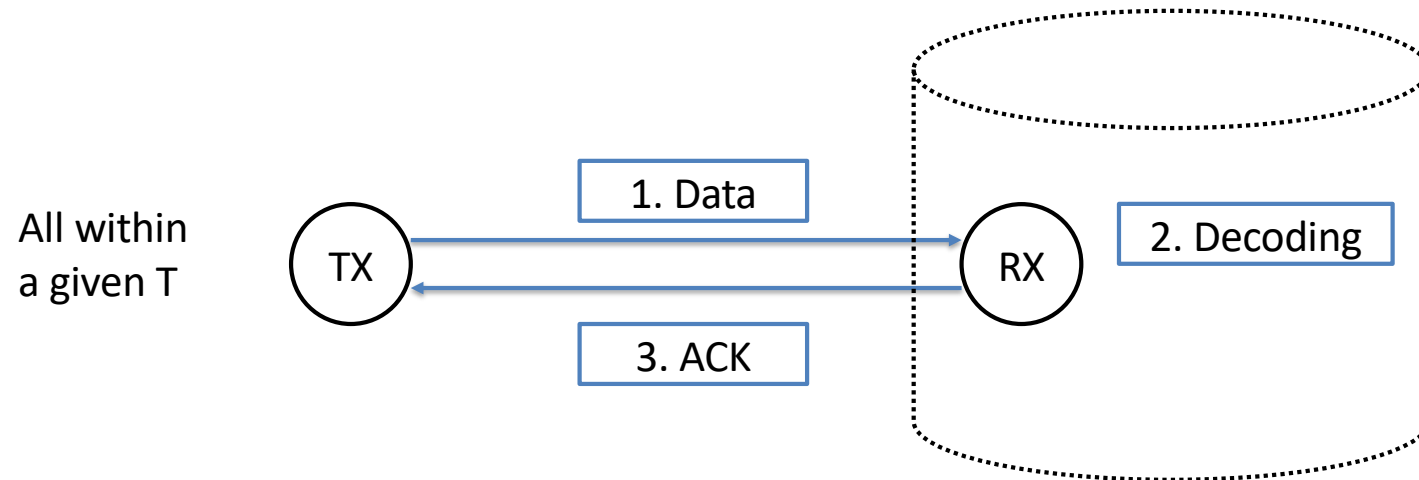 All within
a given T
TX
1. Data
3. ACK
RX
2. Decoding